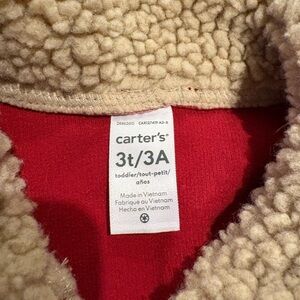 carter's
3t/3A
toddler/tout-petit/
años
Made in Vietnam
Fabriqué au Vietnam
Hecho en Vietnam